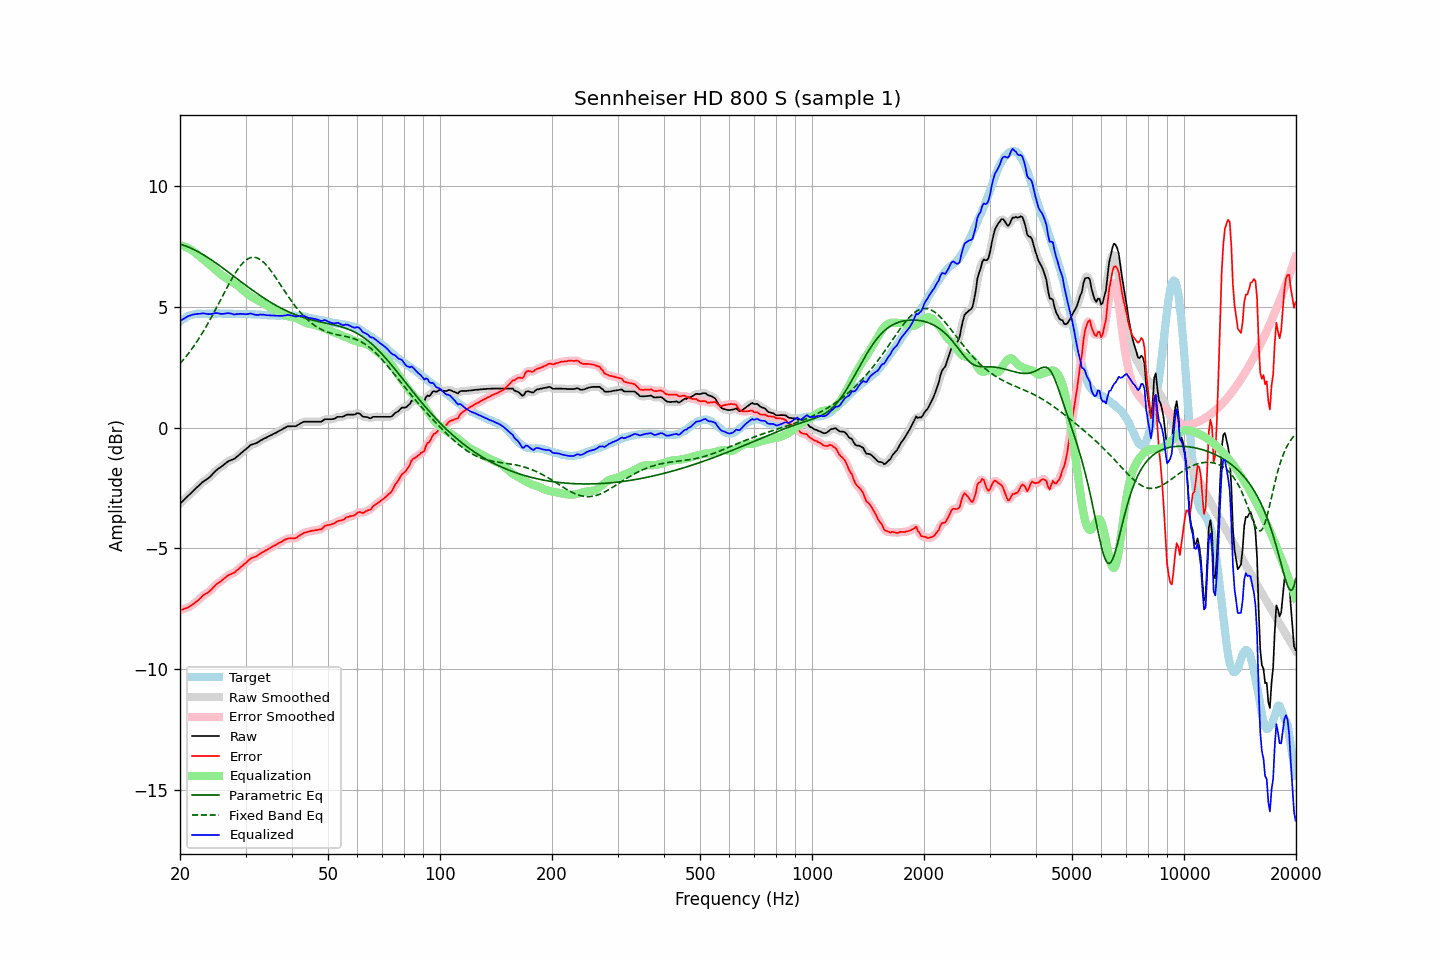 Sennheiser HD 800 S (sample 1)
Amplitude (dBr)
10
5
0
−5
−10
−15
Target
Raw Smoothed
Error Smoothed
Raw
Error
Equalization
Parametric Eq
Fixed Band Eq
Equalized
20 50 100 200 500 1000 2000 5000 10000 20000
Frequency (Hz)